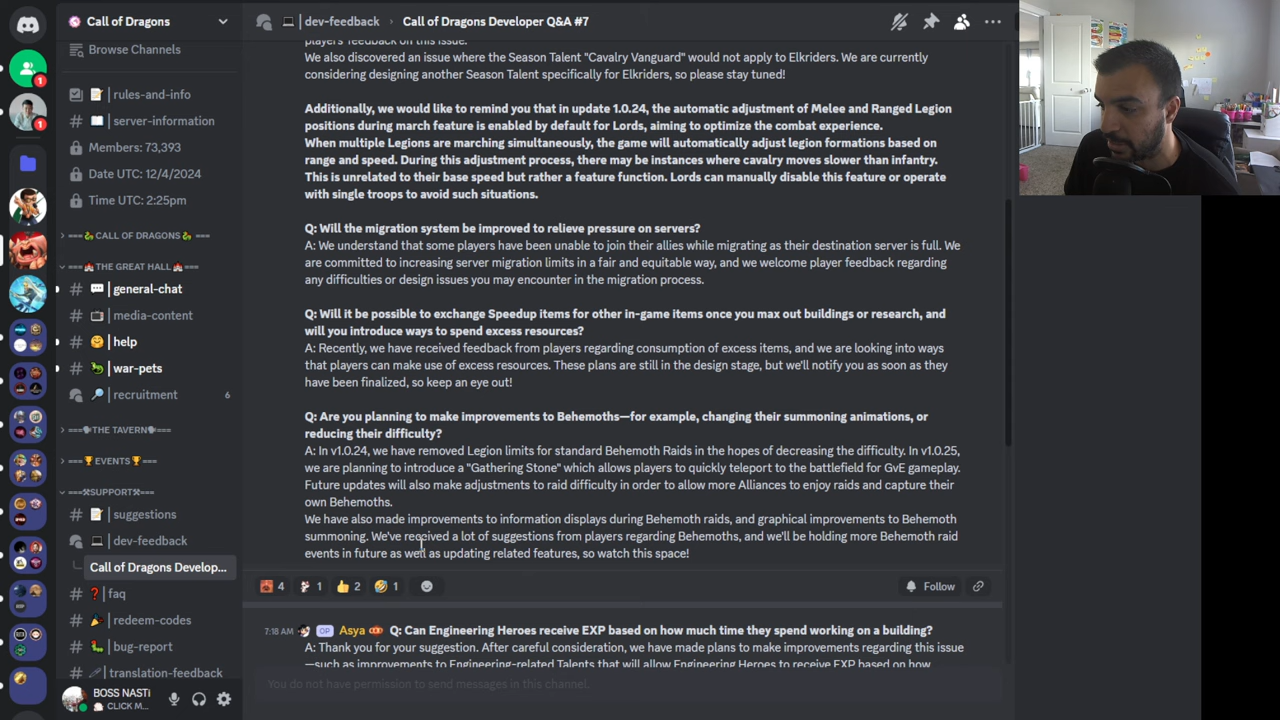 Call of Dragons
| dev-feedback
Call of Dragons Developer Q&A #7
Browse Channels
| rules-and-info
# | server-information
Members: 73,393
Date UTC: 12/4/2024
Time UTC: 2:25pm
===🐉 CALL OF DRAGONS🐉 ===
===🏰 THE GREAT HALL🏰 ===
# | general-chat
# | media-content
# | help
# | war-pets
| recruitment 6
===🗣THE TAVERN🗣===
===🏆EVENTS🏆===
===⚒SUPPORT⚒===
# | suggestions
| dev-feedback
Call of Dragons Develop...
# ❓ | faq
# | redeem-codes
# | bug-report
# | translation-feedback
BOSS NASTi
CLICK M...
1
1
players' feedback on this issue.
We also discovered an issue where the Season Talent "Cavalry Vanguard" would not apply to Elkriders. We are currently
considering designing another Season Talent specifically for Elkriders, so please stay tuned!
Additionally, we would like to remind you that in update 1.0.24, the automatic adjustment of Melee and Ranged Legion
positions during march feature is enabled by default for Lords, aiming to optimize the combat experience.
When multiple Legions are marching simultaneously, the game will automatically adjust legion formations based on
range and speed. During this adjustment process, there may be instances where cavalry moves slower than infantry.
This is unrelated to their base speed but rather a feature function. Lords can manually disable this feature or operate
with single troops to avoid such situations.
Q: Will the migration system be improved to relieve pressure on servers?
A: We understand that some players have been unable to join their allies while migrating as their destination server is full. We
are committed to increasing server migration limits in a fair and equitable way, and we welcome player feedback regarding
any difficulties or design issues you may encounter in the migration process.
Q: Will it be possible to exchange Speedup items for other in-game items once you max out buildings or research, and
will you introduce ways to spend excess resources?
A: Recently, we have received feedback from players regarding consumption of excess items, and we are looking into ways
that players can make use of excess resources. These plans are still in the design stage, but we'll notify you as soon as they
have been finalized, so keep an eye out!
Q: Are you planning to make improvements to Behemoths—for example, changing their summoning animations, or
reducing their difficulty?
A: In v1.0.24, we have removed Legion limits for standard Behemoth Raids in the hopes of decreasing the difficulty. In v1.0.25,
we are planning to introduce a "Gathering Stone" which allows players to quickly teleport to the battlefield for GvE gameplay.
Future updates will also make adjustments to raid difficulty in order to allow more Alliances to enjoy raids and capture their
own Behemoths.
We have also made improvements to information displays during Behemoth raids, and graphical improvements to Behemoth
summoning. We've received a lot of suggestions from players regarding Behemoths, and we'll be holding more Behemoth raid
events in future as well as updating related features, so watch this space!
4 1 2 1 Follow
7:18 AM OP Asya Q: Can Engineering Heroes receive EXP based on how much time they spend working on a building?
A: Thank you for your suggestion. After careful consideration, we have made plans to make improvements regarding this issue
—such as improvements to Engineering-related Talents that will allow Engineering Heroes to receive EXP based on how
You do not have permission to send messages in this channel.